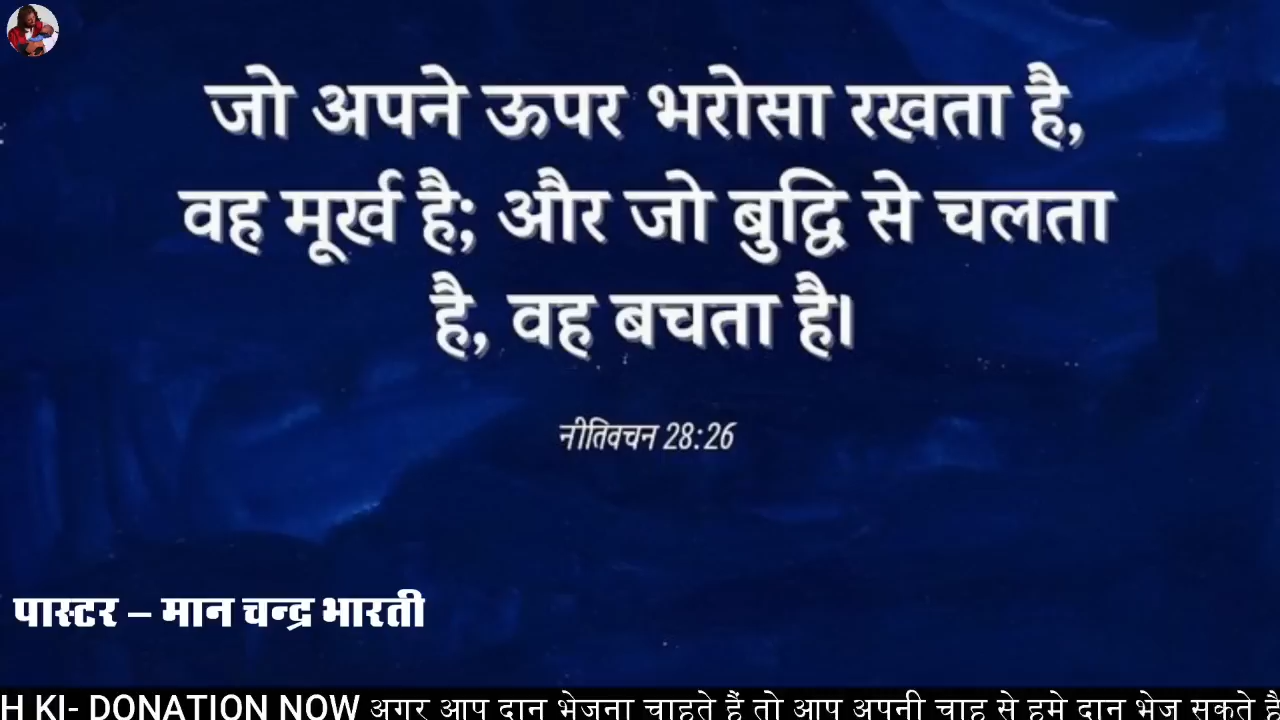 जो अपने ऊपर भरोसा रखता है,
वह मूर्ख है; और जो बुद्धि से चलता
है, वह बचता है।
नीतिवचन 28:26
पास्टर – मान चन्द्र भारती
H KI- DONATION NOW अगर आप दान भेजना चाहते हैं तो आप अपनी चाह से हमे दान भेज सकते है